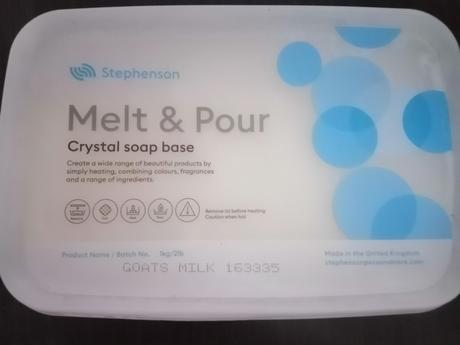 Stephenson
Melt & Pour
Crystal soap base
Create a wide range of beautiful products by
simply heating, combining colours, fragrances
and a range of ingredients.
Remove lid before heating
Caution when hot
Product Name / Batch No. 1kg/2lb
GOATS MILK 163335
Made in the United Kingdom
stephensonpersonalcare.com